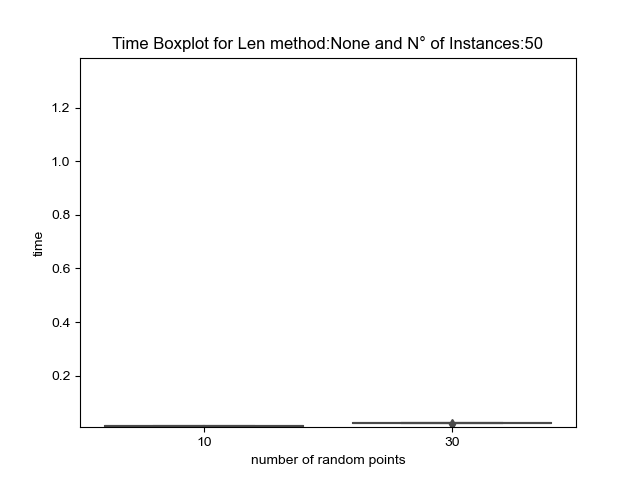 Time Boxplot for Len method:None and N° of Instances:50
1.2
1.0
0.8
0.6
0.4
0.2
time
10 30
number of random points